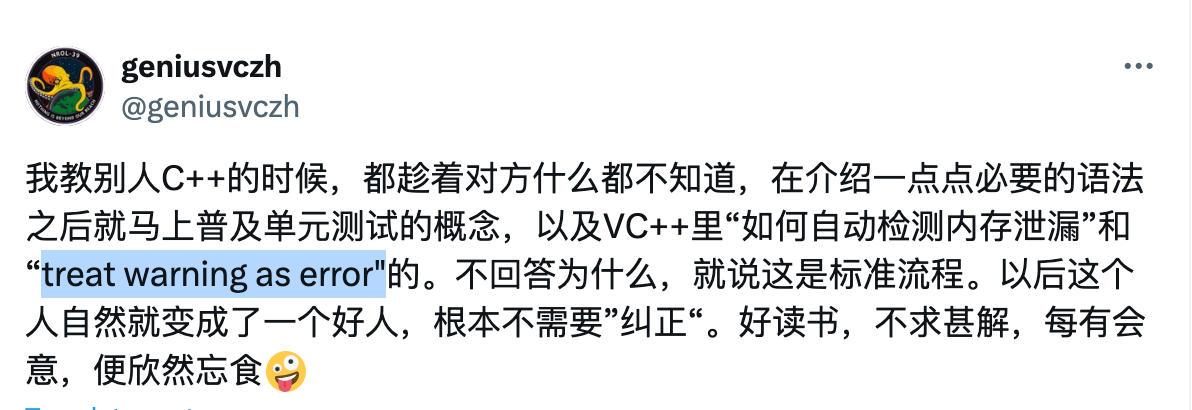 geniusvczh
@geniusvczh
我教别人C++的时候，都趁着对方什么都不知道，在介绍一点点必要的语法
之后就马上普及单元测试的概念，以及VC++里“如何自动检测内存泄漏”和
“treat warning as error"的。不回答为什么，就说这是标准流程。以后这个
人自然就变成了一个好人，根本不需要”纠正“。好读书，不求甚解，每有会
意，便欣然忘食🤪